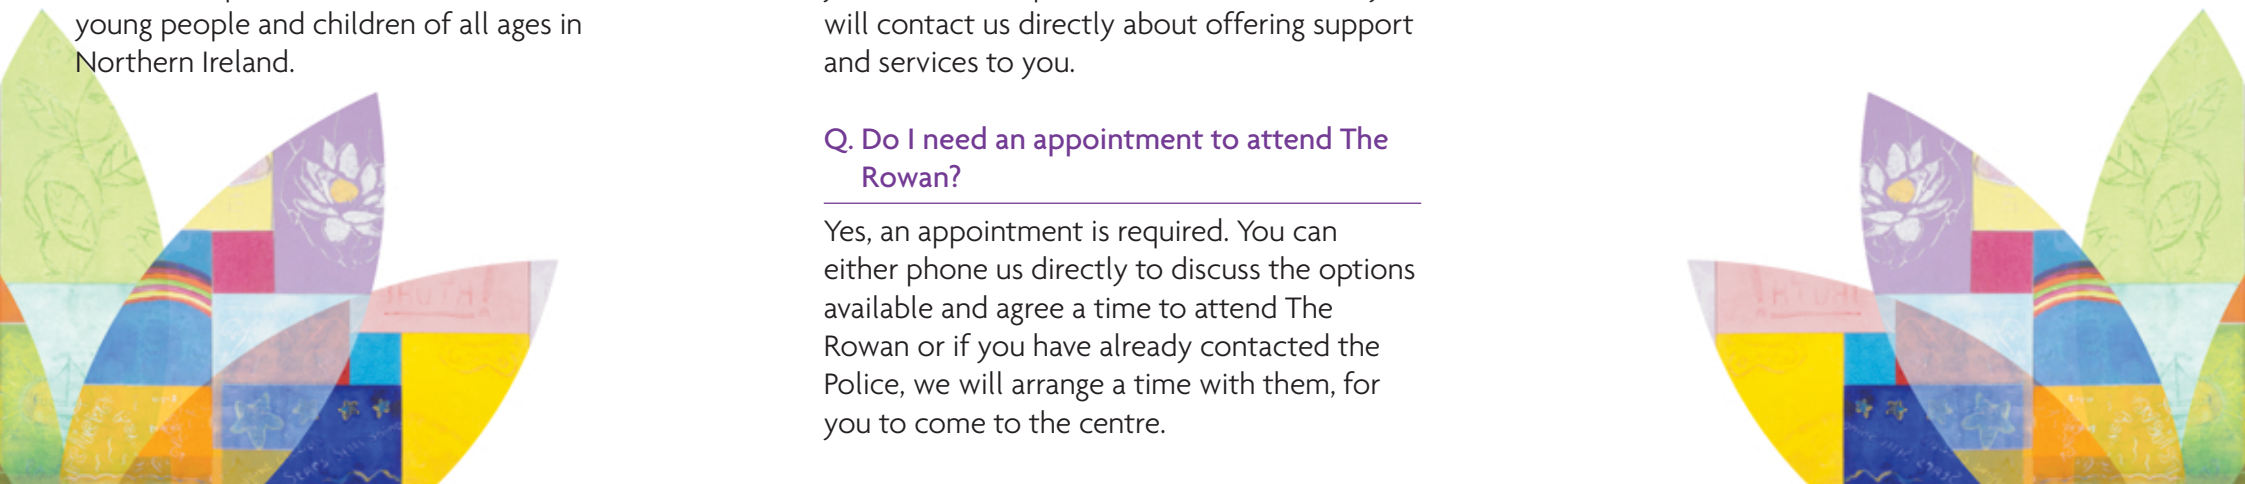 young people and children of all ages in
Northern Ireland.
will contact us directly about offering support
and services to you.
Q. Do I need an appointment to attend The
Rowan?
Yes, an appointment is required. You can
either phone us directly to discuss the options
available and agree a time to attend The
Rowan or if you have already contacted the
Police, we will arrange a time with them, for
you to come to the centre.